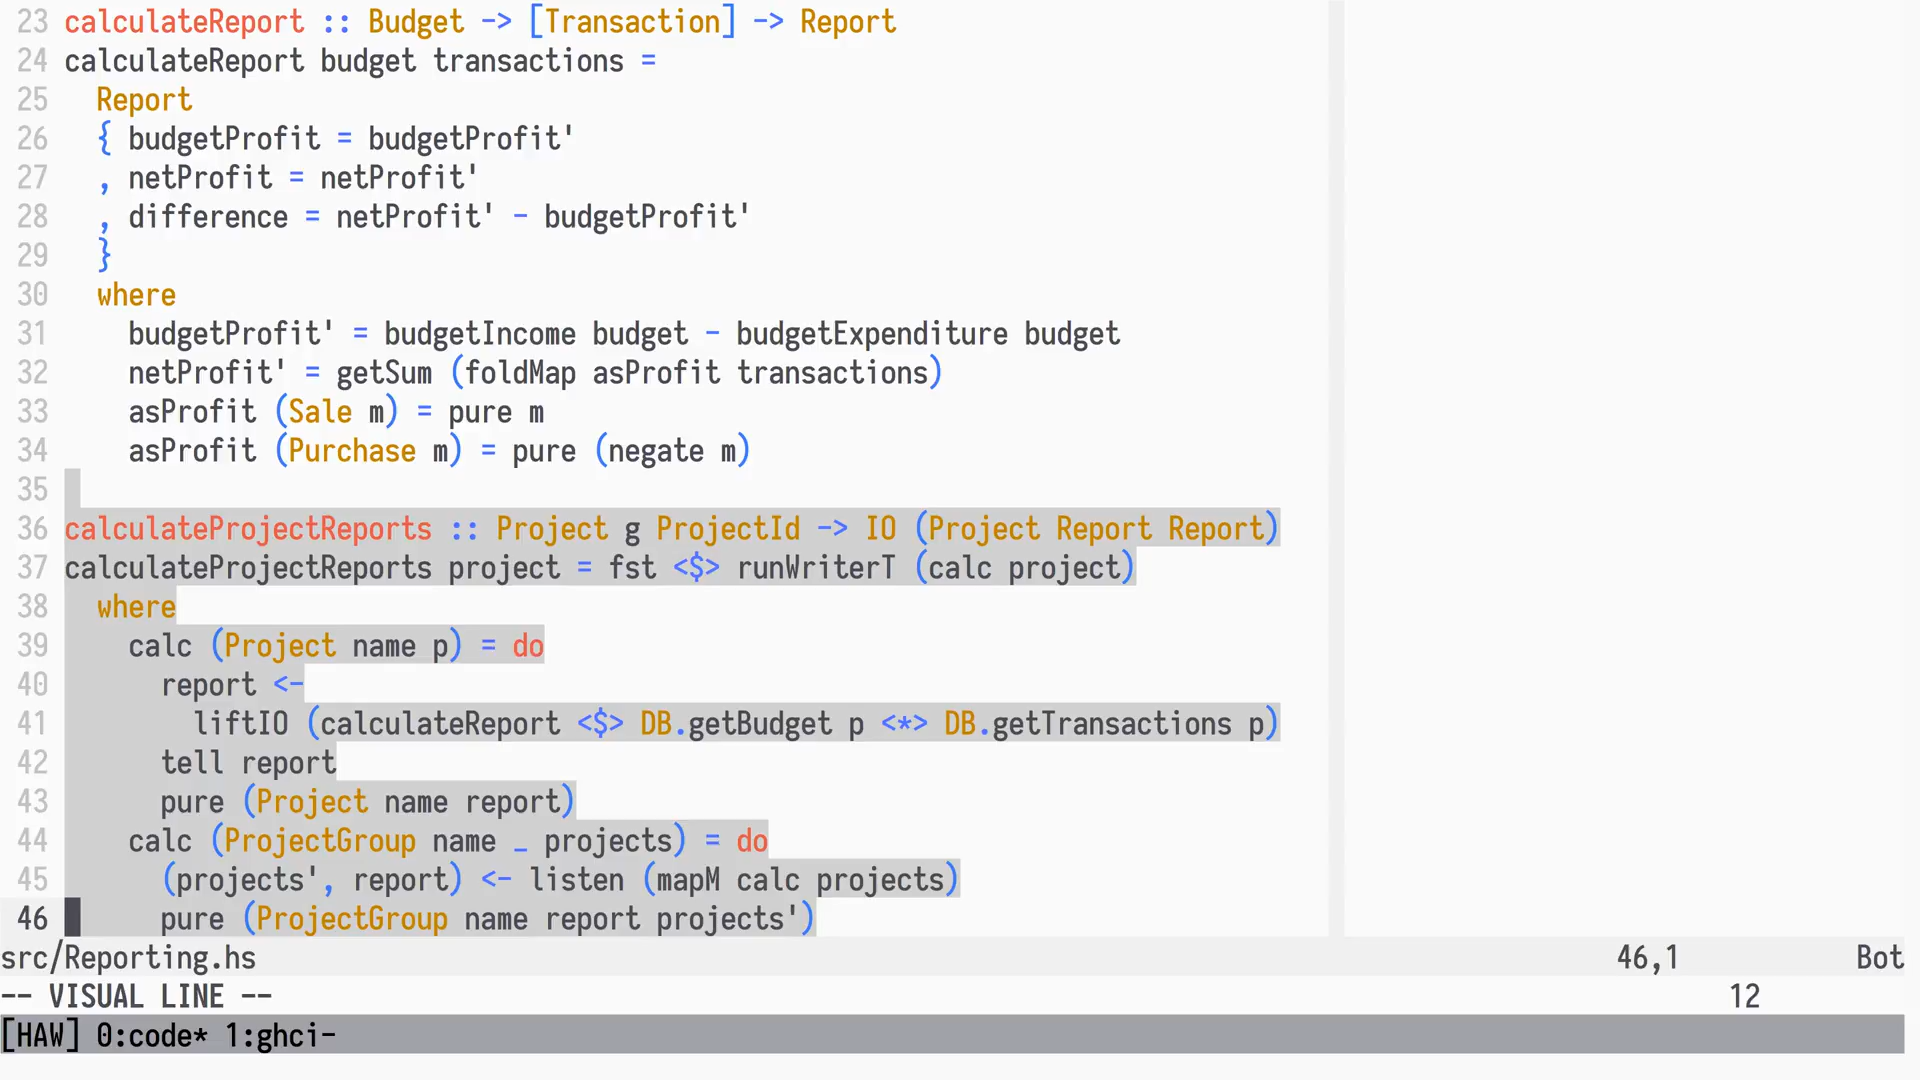 23 calculateReport :: Budget -> [Transaction] -> Report
24 calculateReport budget transactions =
25   Report
26   { budgetProfit = budgetProfit'
27   , netProfit = netProfit'
28   , difference = netProfit' - budgetProfit'
29   }
30   where
31     budgetProfit' = budgetIncome budget - budgetExpenditure budget
32     netProfit' = getSum (foldMap asProfit transactions)
33     asProfit (Sale m) = pure m
34     asProfit (Purchase m) = pure (negate m)
35
36 calculateProjectReports :: Project g ProjectId -> IO (Project Report Report)
37 calculateProjectReports project = fst <$> runWriterT (calc project)
38   where
39     calc (Project name p) = do
40       report <-
41         liftIO (calculateReport <$> DB.getBudget p <*> DB.getTransactions p)
42       tell report
43       pure (Project name report)
44     calc (ProjectGroup name _ projects) = do
45       (projects', report) <- listen (mapM calc projects)
46       pure (ProjectGroup name report projects')
src/Reporting.hs 46,1 Bot
-- VISUAL LINE -- 12
[HAW] 0:code* 1:ghci-